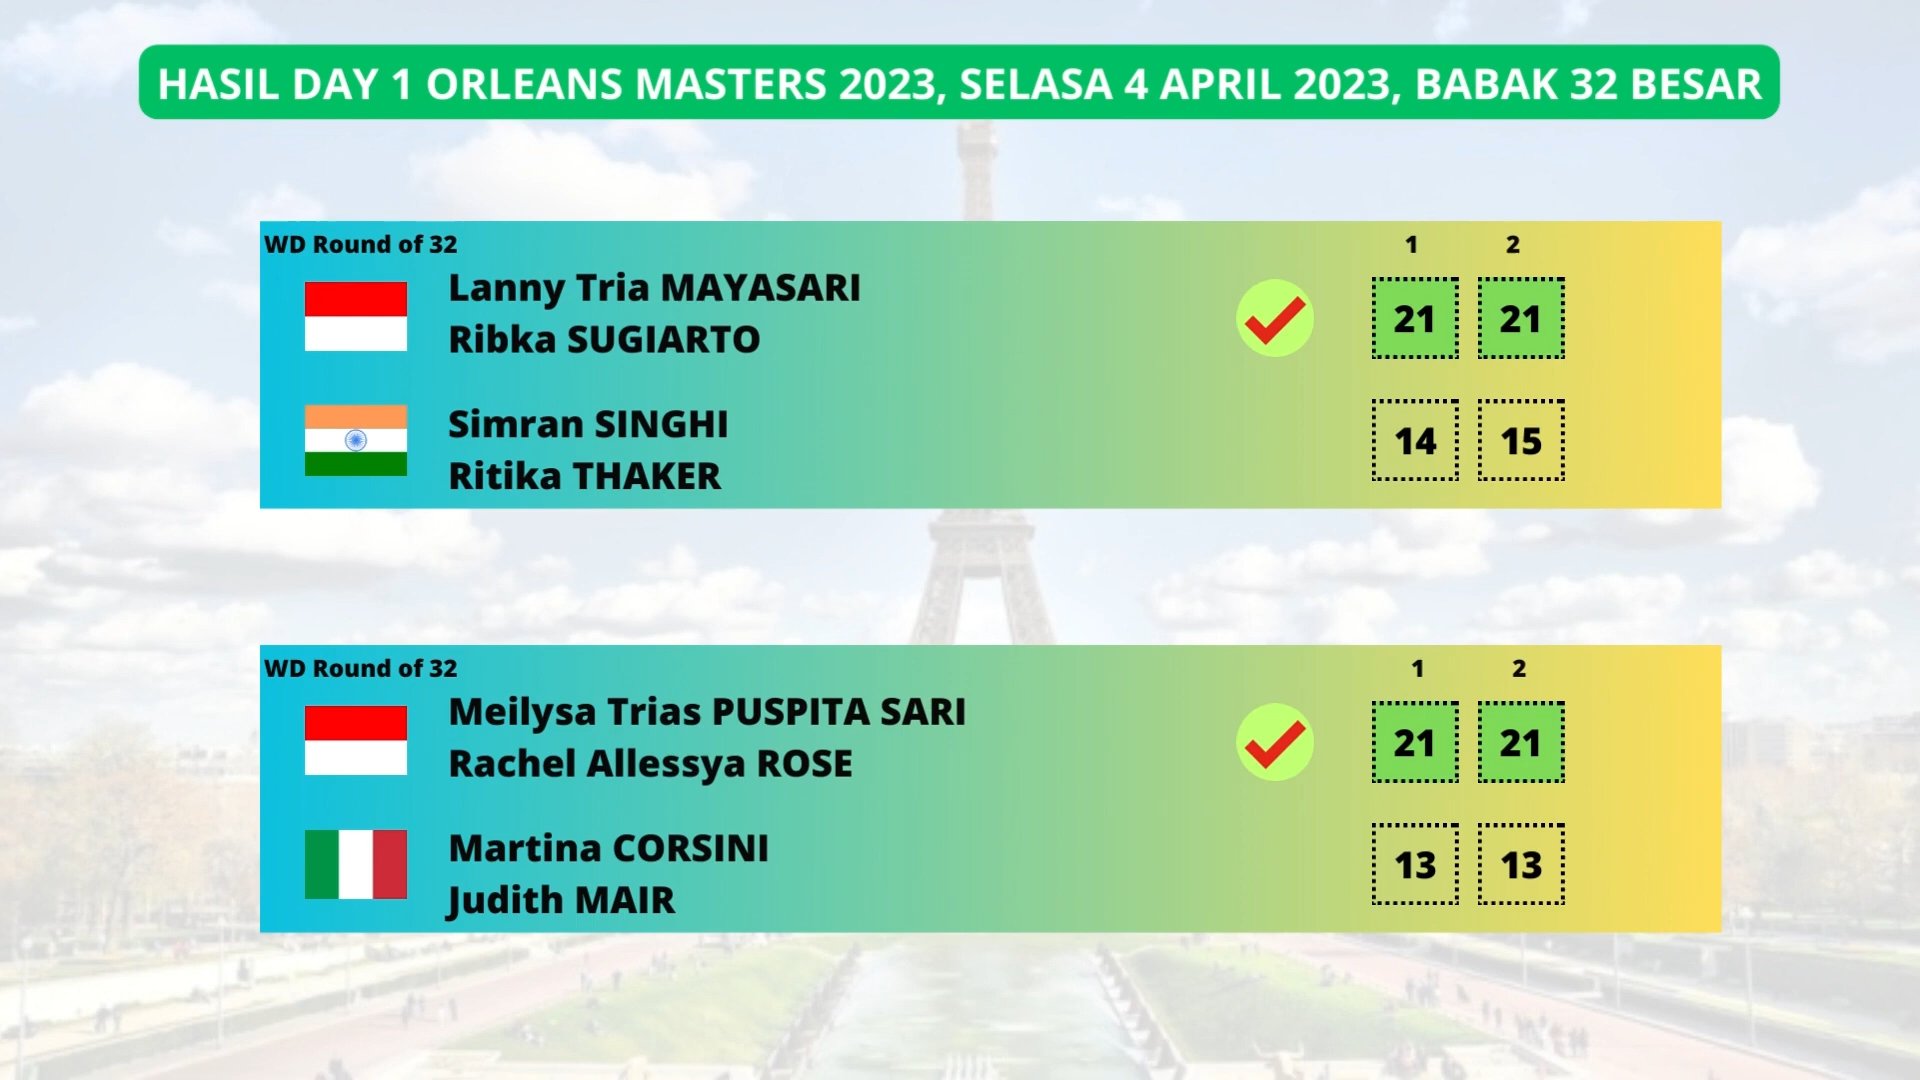 HASIL DAY 1 ORLEANS MASTERS 2023, SELASA 4 APRIL 2023, BABAK 32 BESAR
WD Round of 32
1 2
Lanny Tria MAYASARI
Ribka SUGIARTO
21 21
Simran SINGHI
Ritika THAKER
14 15
WD Round of 32
1 2
Meilysa Trias PUSPITA SARI
Rachel Allessya ROSE
21 21
Martina CORSINI
Judith MAIR
13 13